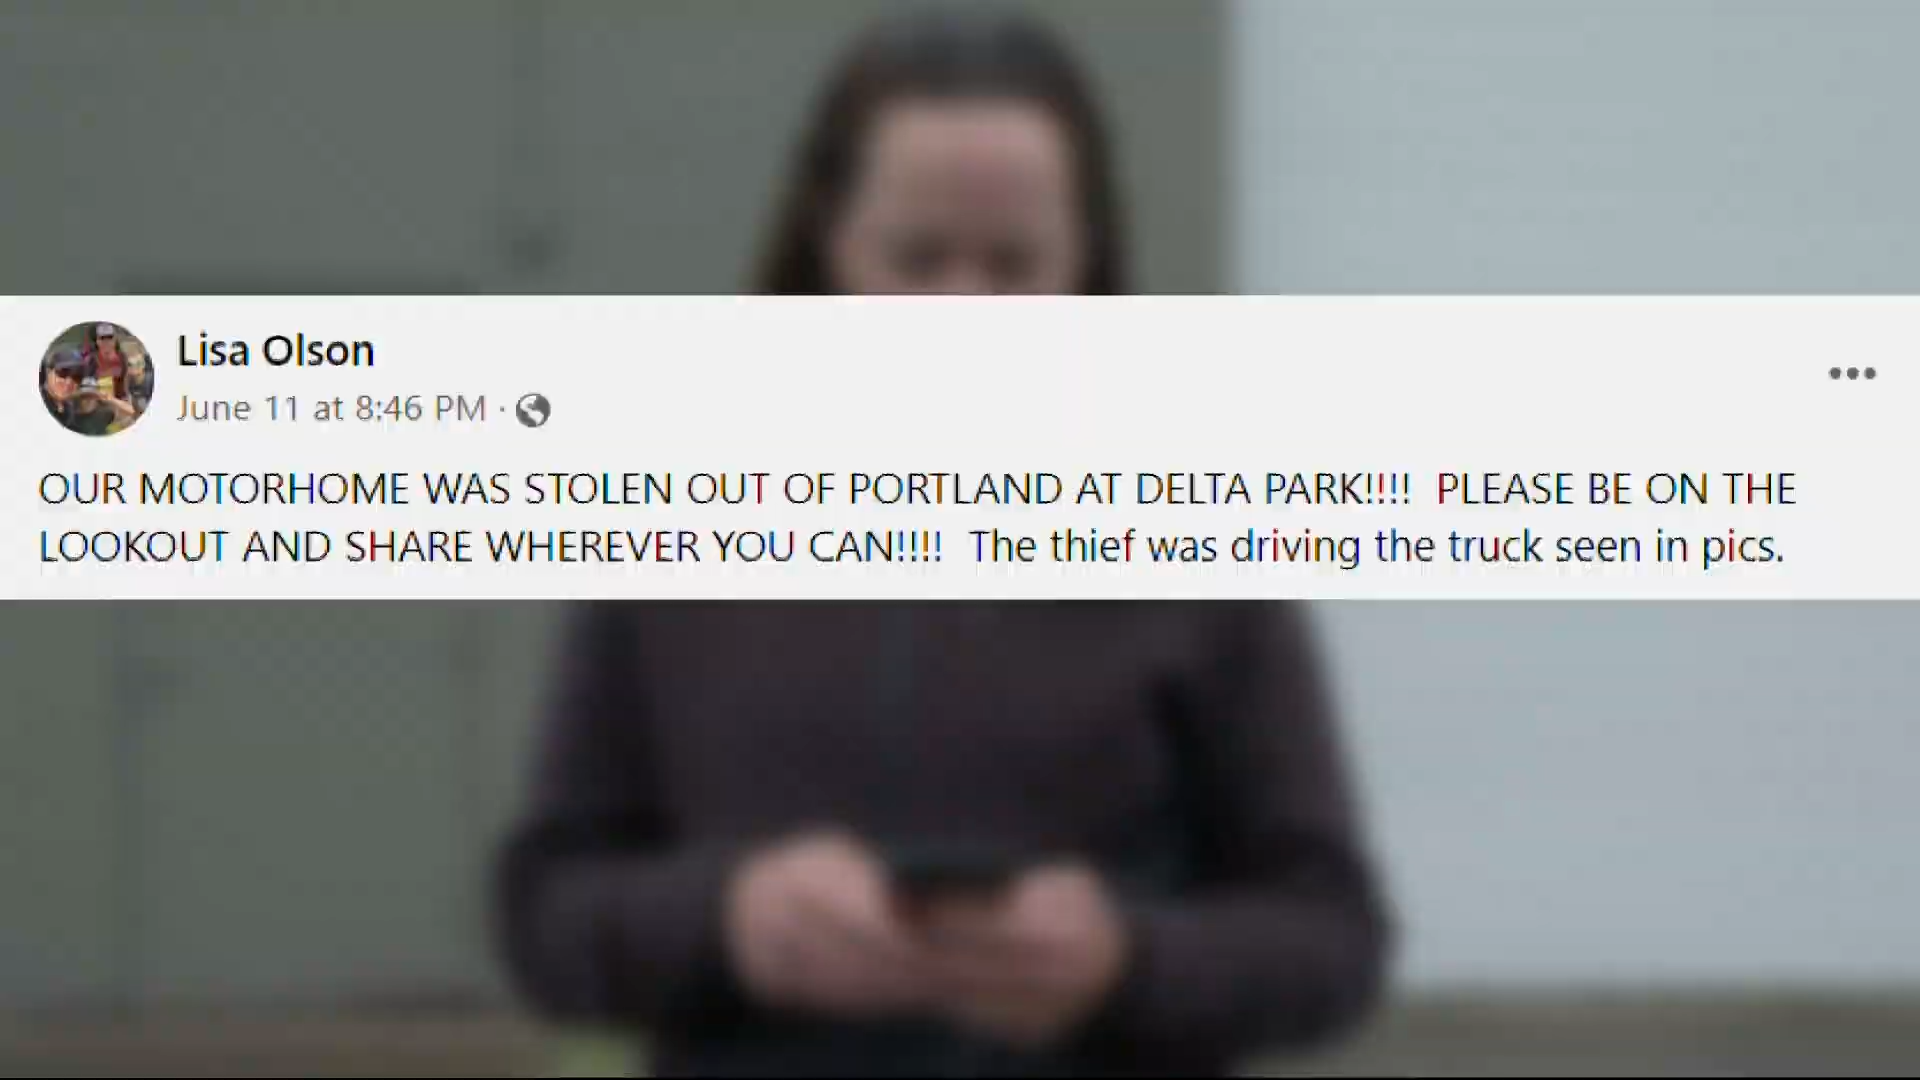 Lisa Olson
June 11 at 8:46 PM ·
OUR MOTORHOME WAS STOLEN OUT OF PORTLAND AT DELTA PARK!!!!  PLEASE BE ON THE
LOOKOUT AND SHARE WHEREVER YOU CAN!!!!  The thief was driving the truck seen in pics.